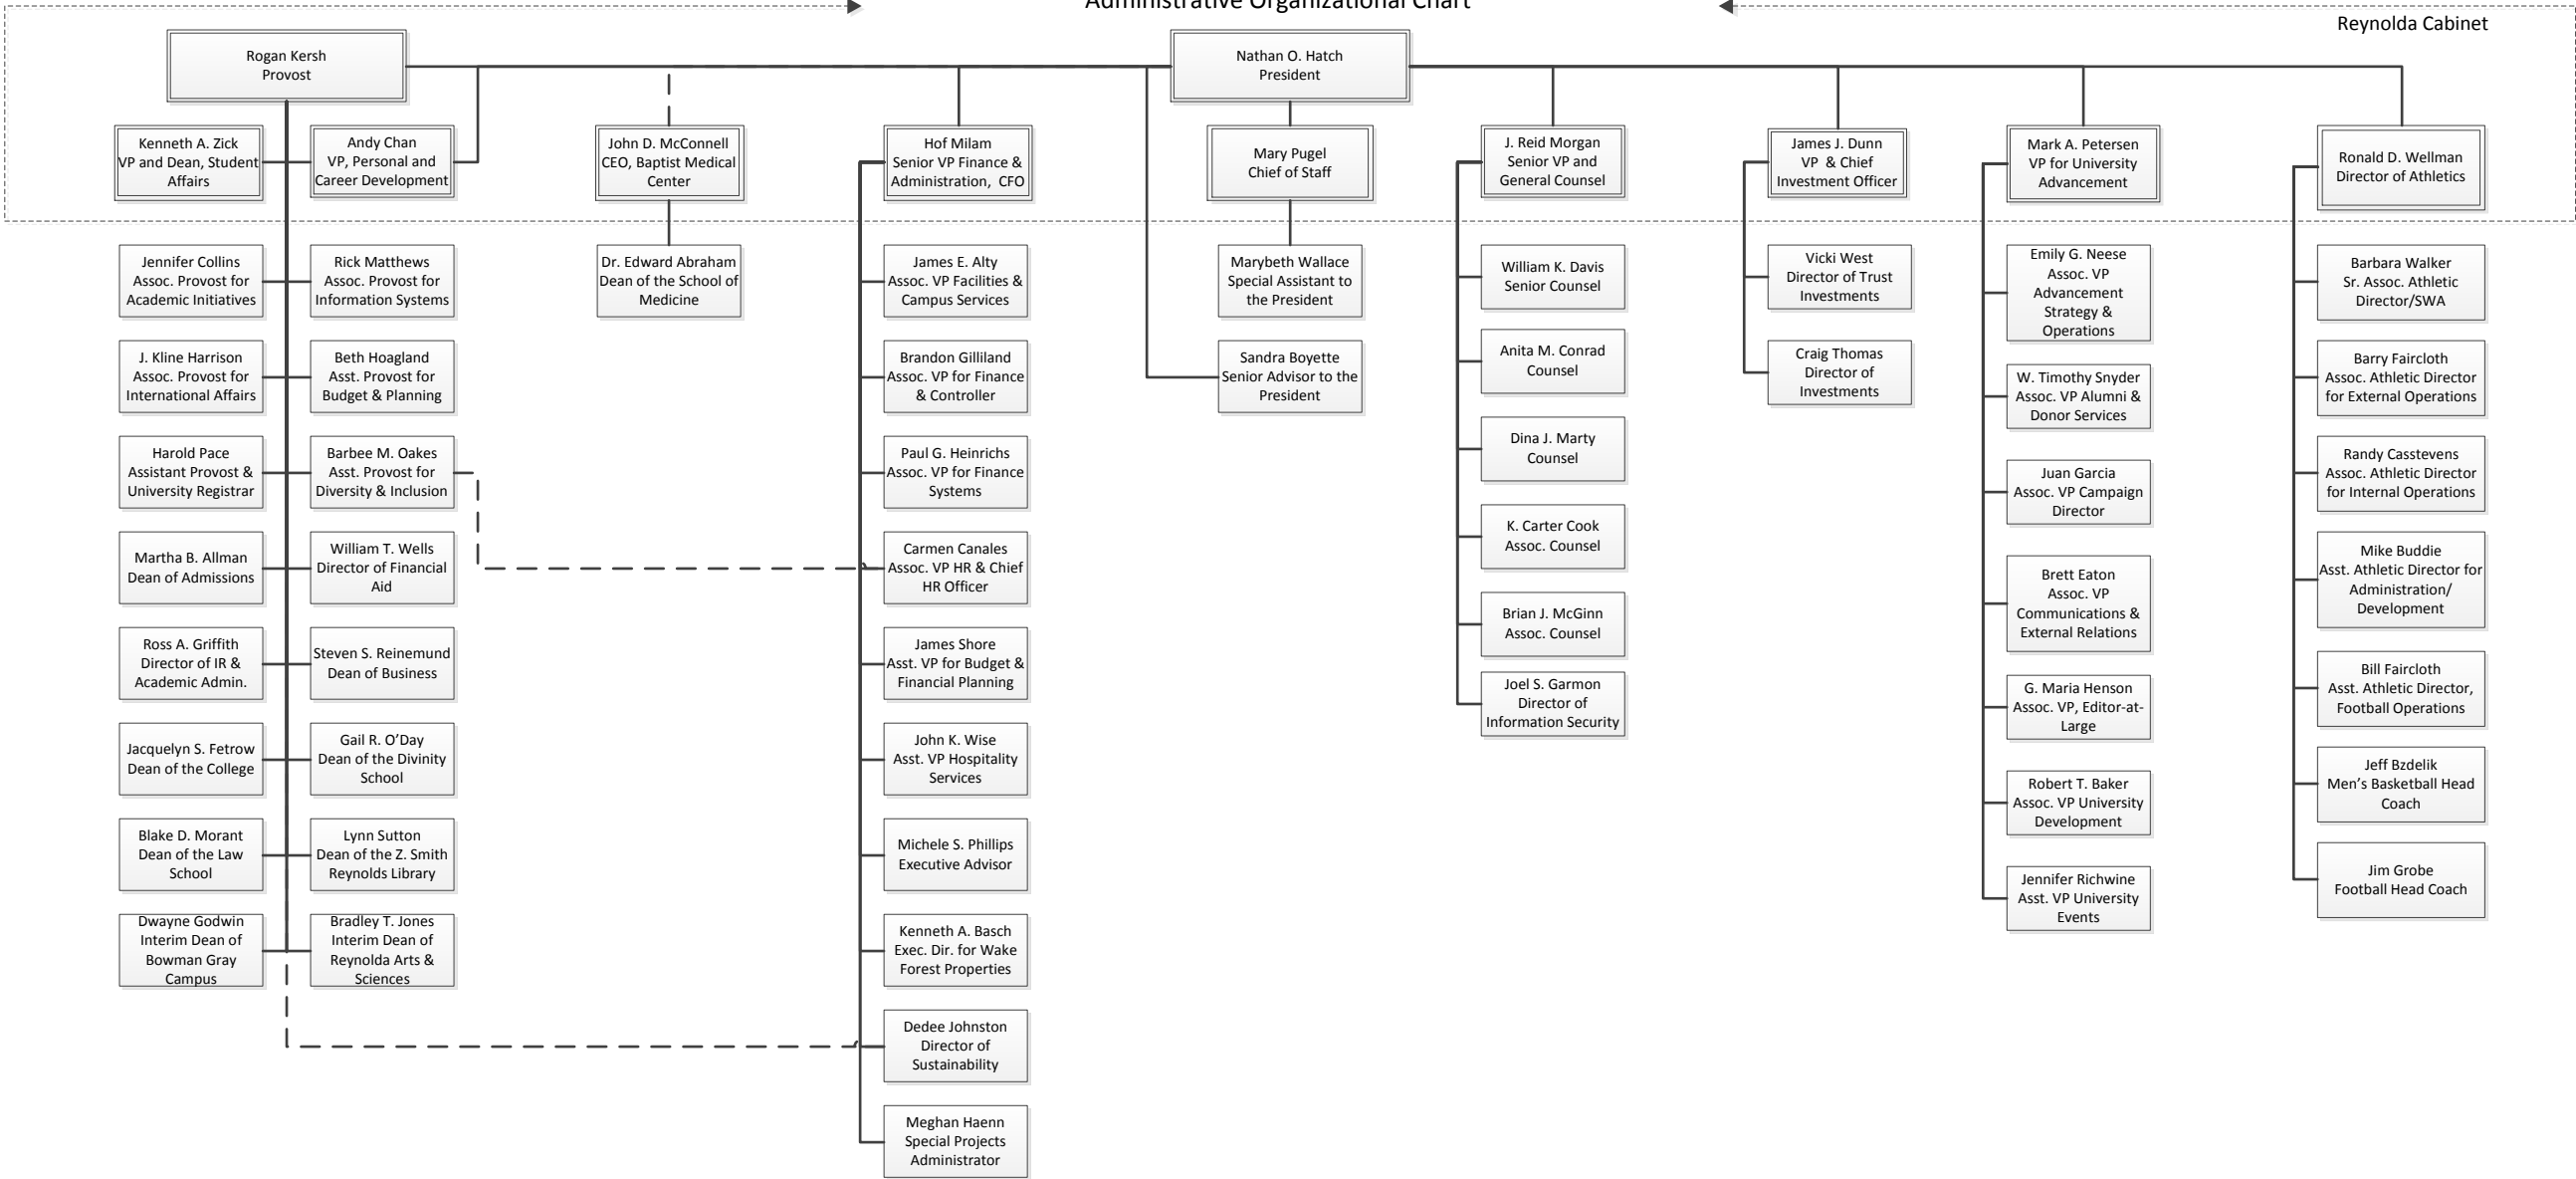 Administrative Organizational Chart
Reynolda Cabinet
Rogan Kersh
Provost
Nathan O. Hatch
President
Kenneth A. Zick
VP and Dean, Student
Affairs
Andy Chan
VP, Personal and
Career Development
John D. McConnell
CEO, Baptist Medical
Center
Hof Milam
Senior VP Finance &
Administration,  CFO
Mary Pugel
Chief of Staff
J. Reid Morgan
Senior VP and
General Counsel
James J. Dunn
VP  & Chief
Investment Officer
Mark A. Petersen
VP for University
Advancement
Ronald D. Wellman
Director of Athletics
Jennifer Collins
Assoc. Provost for
Academic Initiatives
Rick Matthews
Assoc. Provost for
Information Systems
J. Kline Harrison
Assoc. Provost for
International Affairs
Beth Hoagland
Asst. Provost for
Budget & Planning
Harold Pace
Assistant Provost &
University Registrar
Barbee M. Oakes
Asst. Provost for
Diversity & Inclusion
Martha B. Allman
Dean of Admissions
William T. Wells
Director of Financial
Aid
Ross A. Griffith
Director of IR &
Academic Admin.
Steven S. Reinemund
Dean of Business
Jacquelyn S. Fetrow
Dean of the College
Gail R. O’Day
Dean of the Divinity
School
Blake D. Morant
Dean of the Law
School
Lynn Sutton
Dean of the Z. Smith
Reynolds Library
Dwayne Godwin
Interim Dean of
Bowman Gray
Campus
Bradley T. Jones
Interim Dean of
Reynolda Arts &
Sciences
Dr. Edward Abraham
Dean of the School of
Medicine
James E. Alty
Assoc. VP Facilities &
Campus Services
Brandon Gilliland
Assoc. VP for Finance
& Controller
Paul G. Heinrichs
Assoc. VP for Finance
Systems
Carmen Canales
Assoc. VP HR & Chief
HR Officer
James Shore
Asst. VP for Budget &
Financial Planning
John K. Wise
Asst. VP Hospitality
Services
Michele S. Phillips
Executive Advisor
Kenneth A. Basch
Exec. Dir. for Wake
Forest Properties
Dedee Johnston
Director of
Sustainability
Meghan Haenn
Special Projects
Administrator
Marybeth Wallace
Special Assistant to
the President
Sandra Boyette
Senior Advisor to the
President
William K. Davis
Senior Counsel
Anita M. Conrad
Counsel
Dina J. Marty
Counsel
K. Carter Cook
Assoc. Counsel
Brian J. McGinn
Assoc. Counsel
Joel S. Garmon
Director of
Information Security
Vicki West
Director of Trust
Investments
Craig Thomas
Director of
Investments
Emily G. Neese
Assoc. VP
Advancement
Strategy &
Operations
W. Timothy Snyder
Assoc. VP Alumni &
Donor Services
Juan Garcia
Assoc. VP Campaign
Director
Brett Eaton
Assoc. VP
Communications &
External Relations
G. Maria Henson
Assoc. VP, Editor-at-
Large
Robert T. Baker
Assoc. VP University
Development
Jennifer Richwine
Asst. VP University
Events
Barbara Walker
Sr. Assoc. Athletic
Director/SWA
Barry Faircloth
Assoc. Athletic Director
for External Operations
Randy Casstevens
Assoc. Athletic Director
for Internal Operations
Mike Buddie
Asst. Athletic Director for
Administration/
Development
Bill Faircloth
Asst. Athletic Director,
Football Operations
Jeff Bzdelik
Men’s Basketball Head
Coach
Jim Grobe
Football Head Coach